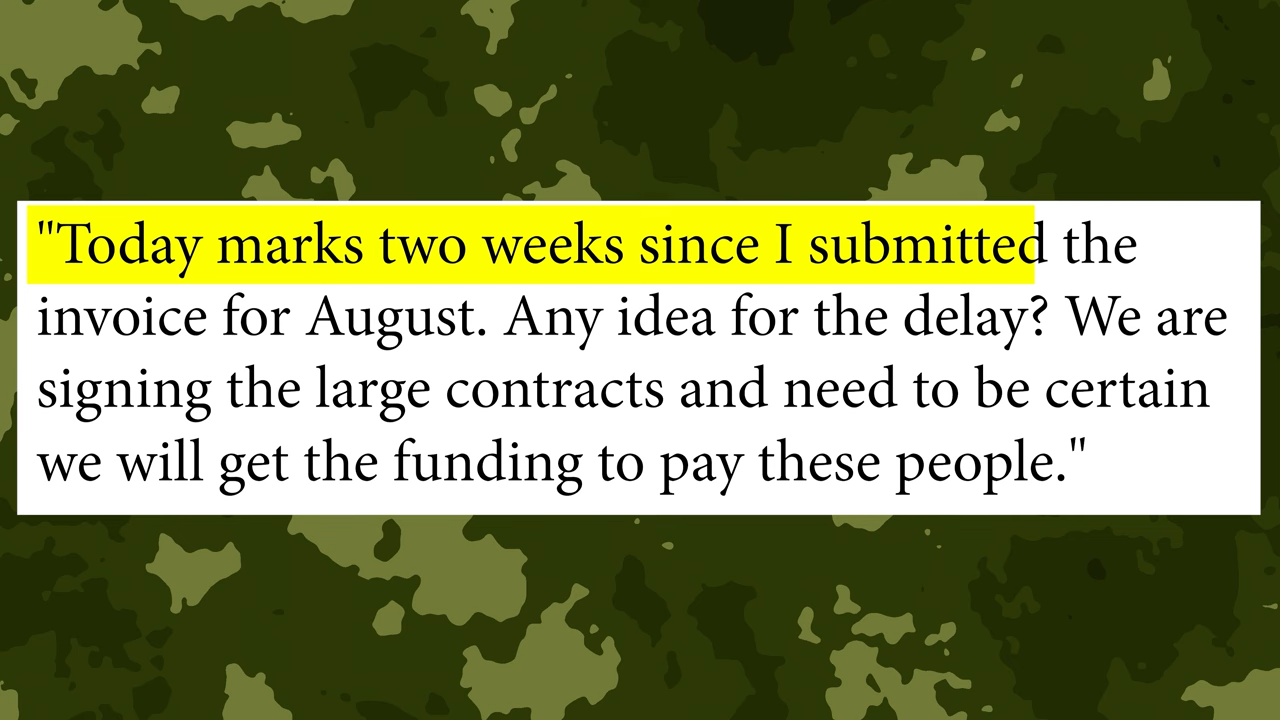 "Today marks two weeks since I submitted the
invoice for August. Any idea for the delay? We are
signing the large contracts and need to be certain
we will get the funding to pay these people."